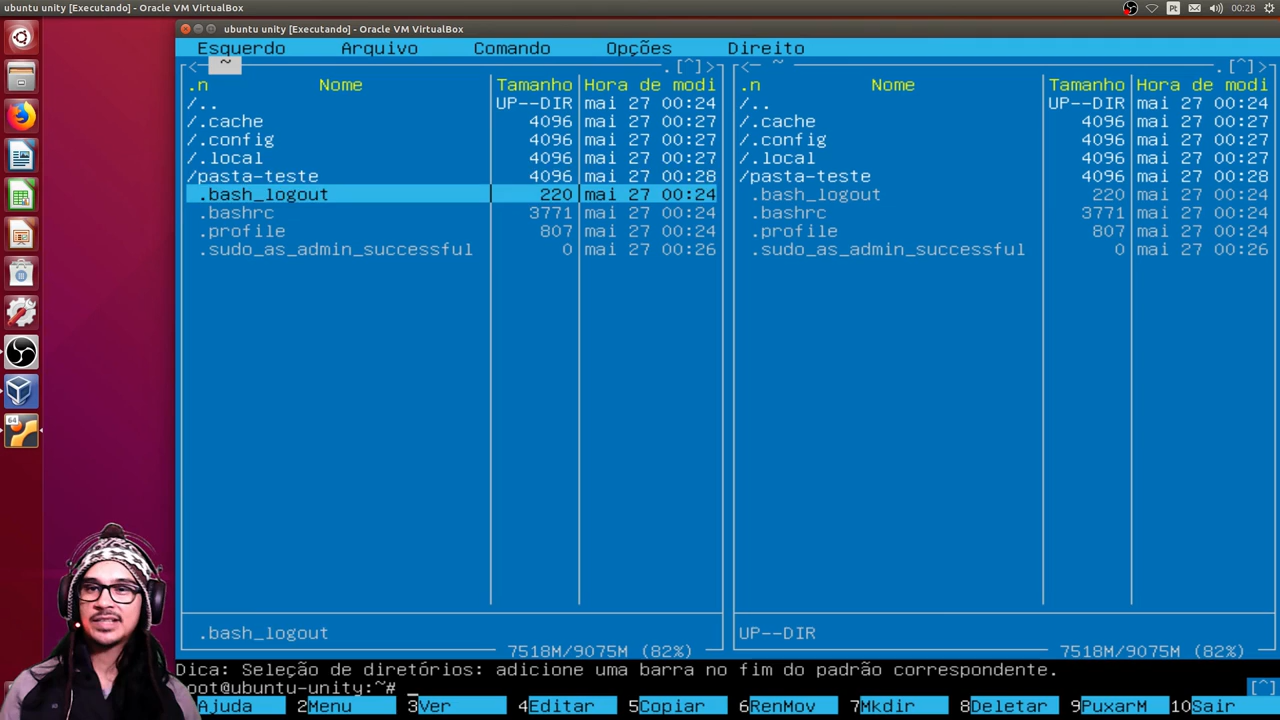 ubuntu unity [Executando] - Oracle VM VirtualBox
Pt
00:28
ubuntu unity [Executando] - Oracle VM VirtualBox
Esquerdo Arquivo Comando Opções Direito
<- ~ .[^]>
.n Nome Tamanho Hora de modi
/.. UP--DIR mai 27 00:24
/.cache 4096 mai 27 00:27
/.config 4096 mai 27 00:27
/.local 4096 mai 27 00:27
/pasta-teste 4096 mai 27 00:28
.bash_logout 220 mai 27 00:24
.bashrc 3771 mai 27 00:24
.profile 807 mai 27 00:24
.sudo_as_admin_successful 0 mai 27 00:26
.bash_logout
7518M/9075M (82%)
<- ~ .[^]>
.n Nome Tamanho Hora de modi
/.. UP--DIR mai 27 00:24
/.cache 4096 mai 27 00:27
/.config 4096 mai 27 00:27
/.local 4096 mai 27 00:27
/pasta-teste 4096 mai 27 00:28
.bash_logout 220 mai 27 00:24
.bashrc 3771 mai 27 00:24
.profile 807 mai 27 00:24
.sudo_as_admin_successful 0 mai 27 00:26
UP--DIR
7518M/9075M (82%)
Dica: Seleção de diretórios: adicione uma barra no fim do padrão correspondente.
oot@ubuntu-unity:~# [^]
Ajuda 2Menu 3Ver 4Editar 5Copiar 6RenMov 7Mkdir 8Deletar 9PuxarM 10Sair
64